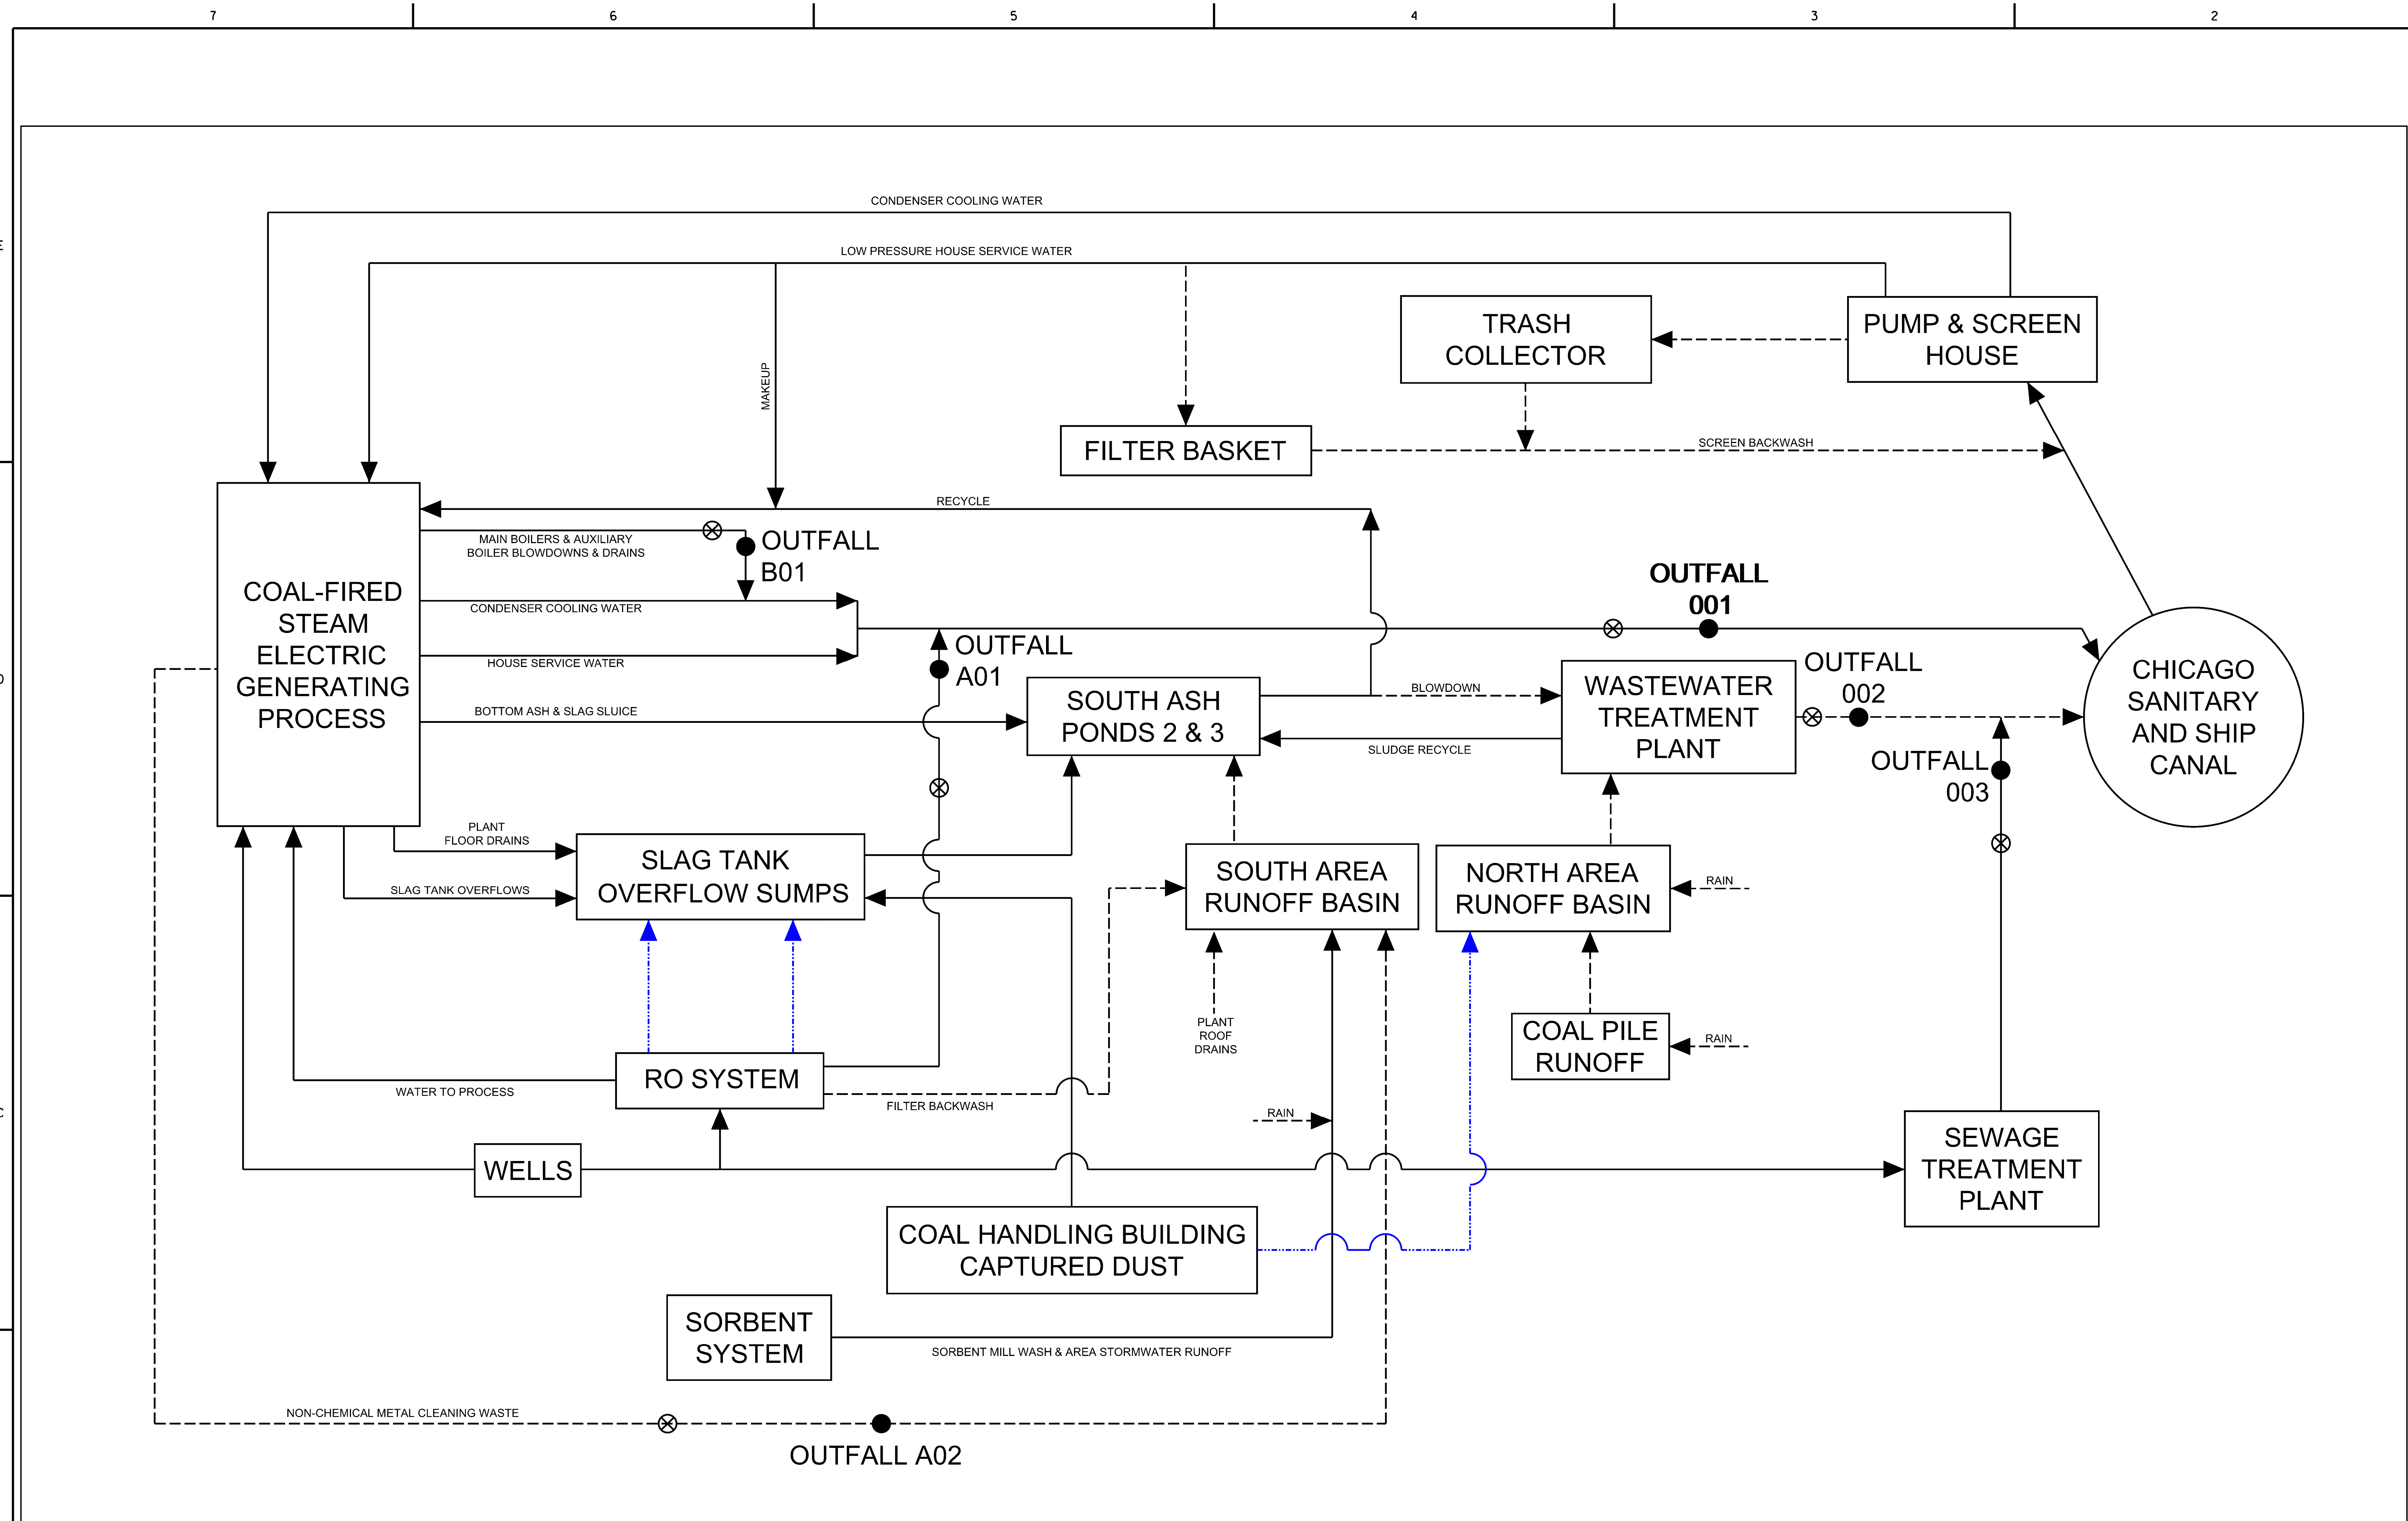 7 6 5 4 3 2
E
D
C
CONDENSER COOLING WATER
LOW PRESSURE HOUSE SERVICE WATER
MAKEUP
TRASH
COLLECTOR
PUMP & SCREEN
HOUSE
FILTER BASKET
SCREEN BACKWASH
RECYCLE
MAIN BOILERS & AUXILIARY
BOILER BLOWDOWNS & DRAINS
OUTFALL
B01
COAL-FIRED
STEAM
ELECTRIC
GENERATING
PROCESS
CONDENSER COOLING WATER
HOUSE SERVICE WATER
OUTFALL
A01
OUTFALL
001
BOTTOM ASH & SLAG SLUICE
SOUTH ASH
PONDS 2 & 3
BLOWDOWN
SLUDGE RECYCLE
WASTEWATER
TREATMENT
PLANT
OUTFALL
002
OUTFALL
003
CHICAGO
SANITARY
AND SHIP
CANAL
PLANT
FLOOR DRAINS
SLAG TANK OVERFLOWS
SLAG TANK
OVERFLOW SUMPS
SOUTH AREA
RUNOFF BASIN
NORTH AREA
RUNOFF BASIN
RAIN
PLANT
ROOF
DRAINS
COAL PILE
RUNOFF
RAIN
RO SYSTEM
WATER TO PROCESS
FILTER BACKWASH
RAIN
WELLS
SEWAGE
TREATMENT
PLANT
COAL HANDLING BUILDING
CAPTURED DUST
SORBENT
SYSTEM
SORBENT MILL WASH & AREA STORMWATER RUNOFF
NON-CHEMICAL METAL CLEANING WASTE
OUTFALL A02